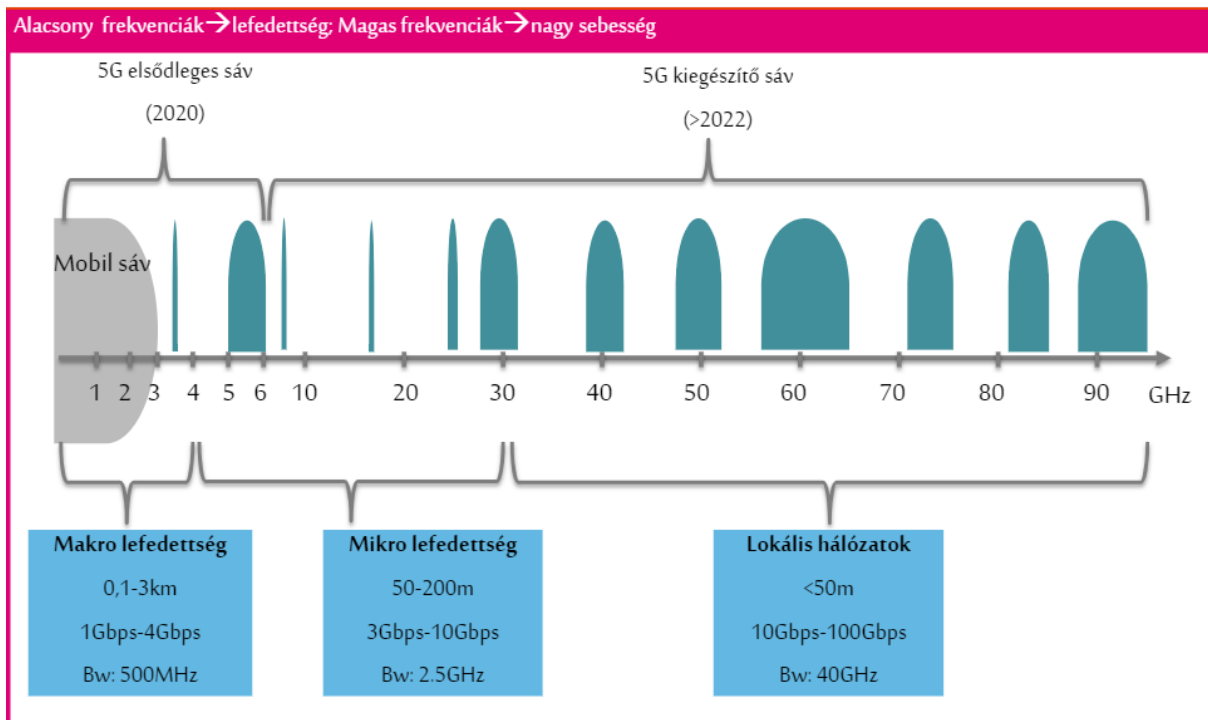 Alacsony frekvenciák→lefedettség; Magas frekvenciák→nagy sebesség
5G elsődleges sáv
(2020)
5G kiegészítő sáv
(>2022)
Mobil sáv
1 2 3 4 5 6 10 20 30 40 50 60 70 80 90 GHz
Makro lefedettség
0,1-3km
1Gbps-4Gbps
Bw: 500MHz
Mikro lefedettség
50-200m
3Gbps-10Gbps
Bw: 2.5GHz
Lokális hálózatok
<50m
10Gbps-100Gbps
Bw: 40GHz